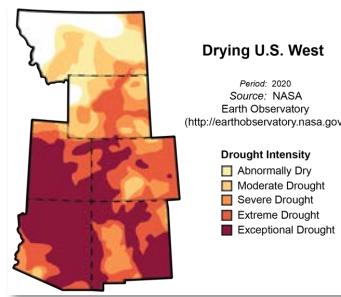 Drying U.S. West
Period: 2020
Source: NASA
Earth Observatory
(http://earthobservatory.nasa.gov
Drought Intensity
Abnormally Dry
Moderate Drought
Severe Drought
Extreme Drought
Exceptional Drought